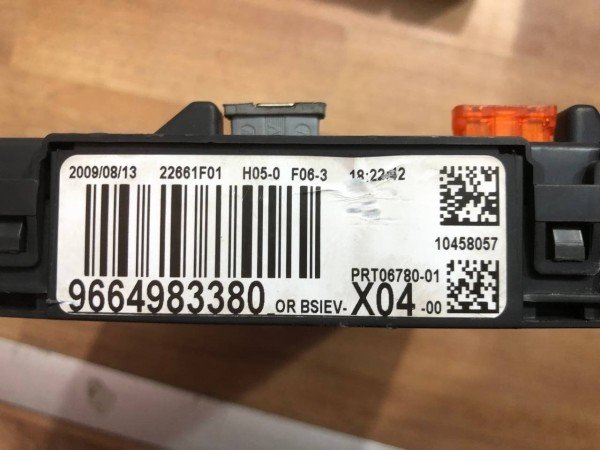 2009/08/13 22661F01 H05-0 F06-3 18:22:42
10458057
PRT06780-01
9664983380 OR BSIEV- X04 -00